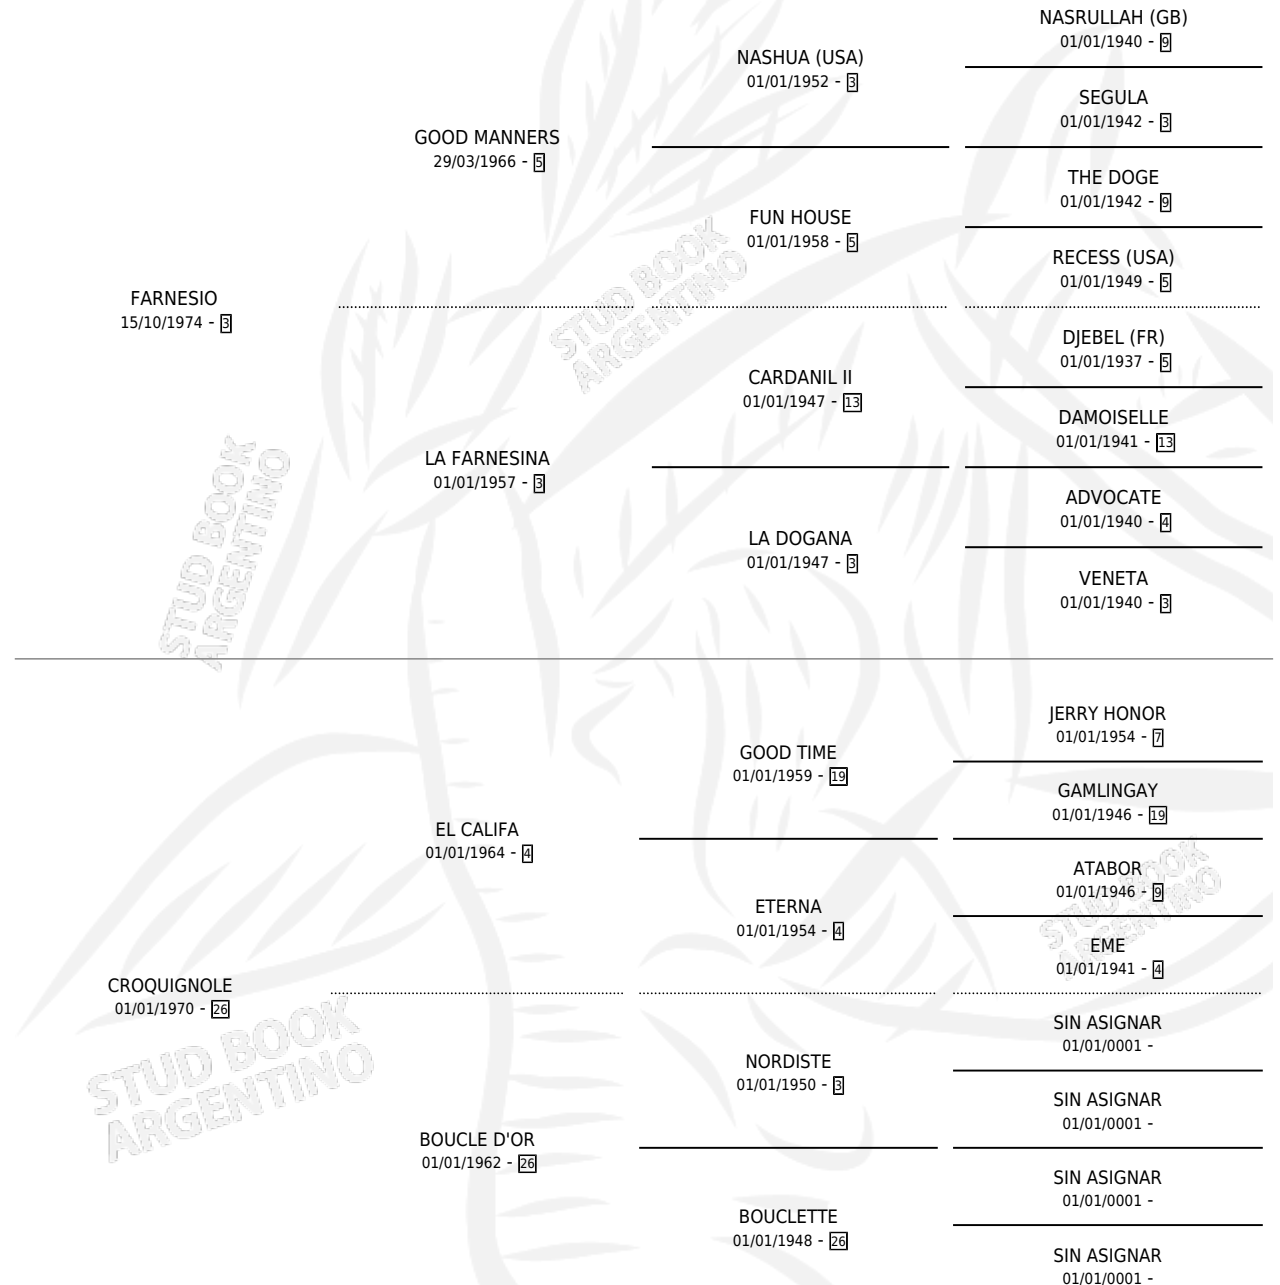 NASRULLAH (GB)
01/01/1940 - 9
NASHUA (USA)
01/01/1952 - 3
SEGULA
01/01/1942 - 3
GOOD MANNERS
29/03/1966 - 5
THE DOGE
01/01/1942 - 9
FUN HOUSE
01/01/1958 - 5
RECESS (USA)
01/01/1949 - 5
FARNESIO
15/10/1974 - 3
DJEBEL (FR)
01/01/1937 - 5
CARDANIL II
01/01/1947 - 13
DAMOISELLE
01/01/1941 - 13
LA FARNESINA
01/01/1957 - 3
ADVOCATE
01/01/1940 - 4
LA DOGANA
01/01/1947 - 3
VENETA
01/01/1940 - 3
JERRY HONOR
01/01/1954 - 7
GOOD TIME
01/01/1959 - 19
GAMLINGAY
01/01/1946 - 19
EL CALIFA
01/01/1964 - 4
ATABOR
01/01/1946 - 9
ETERNA
01/01/1954 - 4
EME
01/01/1941 - 4
CROQUIGNOLE
01/01/1970 - 26
SIN ASIGNAR
01/01/0001 -
NORDISTE
01/01/1950 - 3
SIN ASIGNAR
01/01/0001 -
BOUCLE D'OR
01/01/1962 - 26
SIN ASIGNAR
01/01/0001 -
BOUCLETTE
01/01/1948 - 26
SIN ASIGNAR
01/01/0001 -
STUD BOOK
ARGENTINO
STUD BOOK
ARGENTINO
STUD BOOK
ARGENTINO
STUD BOOK
ARGENTINO